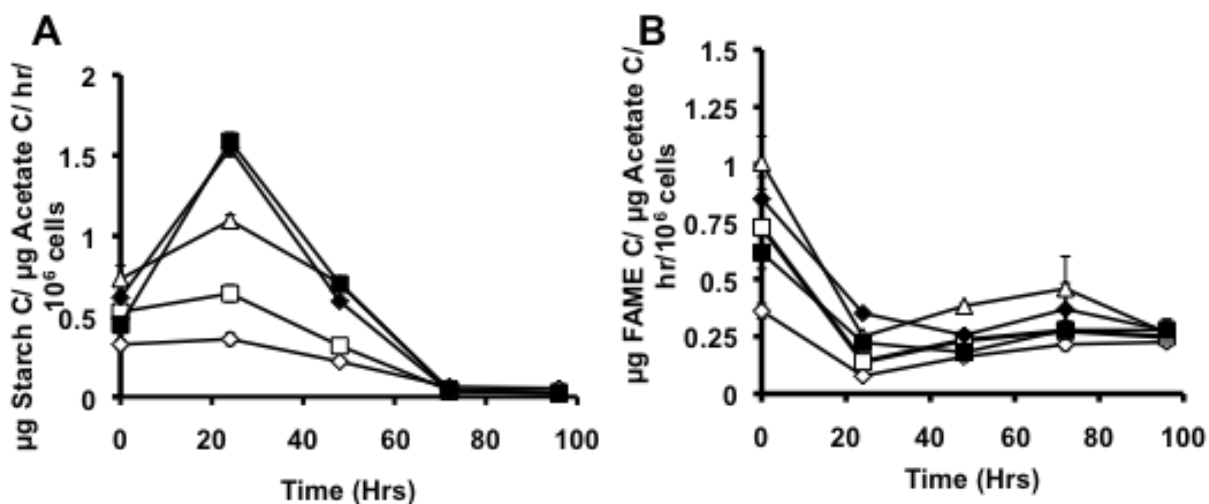 A
µg Starch C/ µg Acetate C/ hr/
10⁶ cells
2
1.5
1
0.5
0
0 20 40 60 80 100
Time (Hrs)
B
µg FAME C/ µg Acetate C/
hr/10⁶ cells
1.5
1.25
1
0.75
0.5
0.25
0
0 20 40 60 80 100
Time (Hrs)